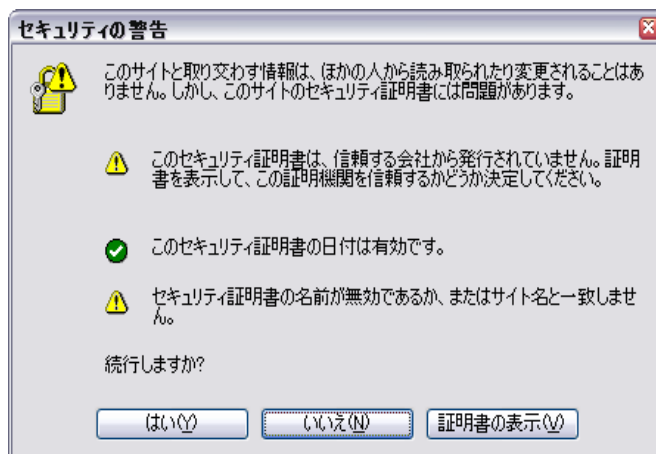 セキュリティの警告
このサイトと取り交わす情報は、ほかの人から読み取られたり変更されることはあ
りません。しかし、このサイトのセキュリティ証明書には問題があります。
このセキュリティ証明書は、信頼する会社から発行されていません。証明
書を表示して、この証明機関を信頼するかどうか決定してください。
このセキュリティ証明書の日付は有効です。
セキュリティ証明書の名前が無効であるか、またはサイト名と一致しませ
ん。
続行しますか?
はい(Y) いいえ(N) 証明書の表示(V)